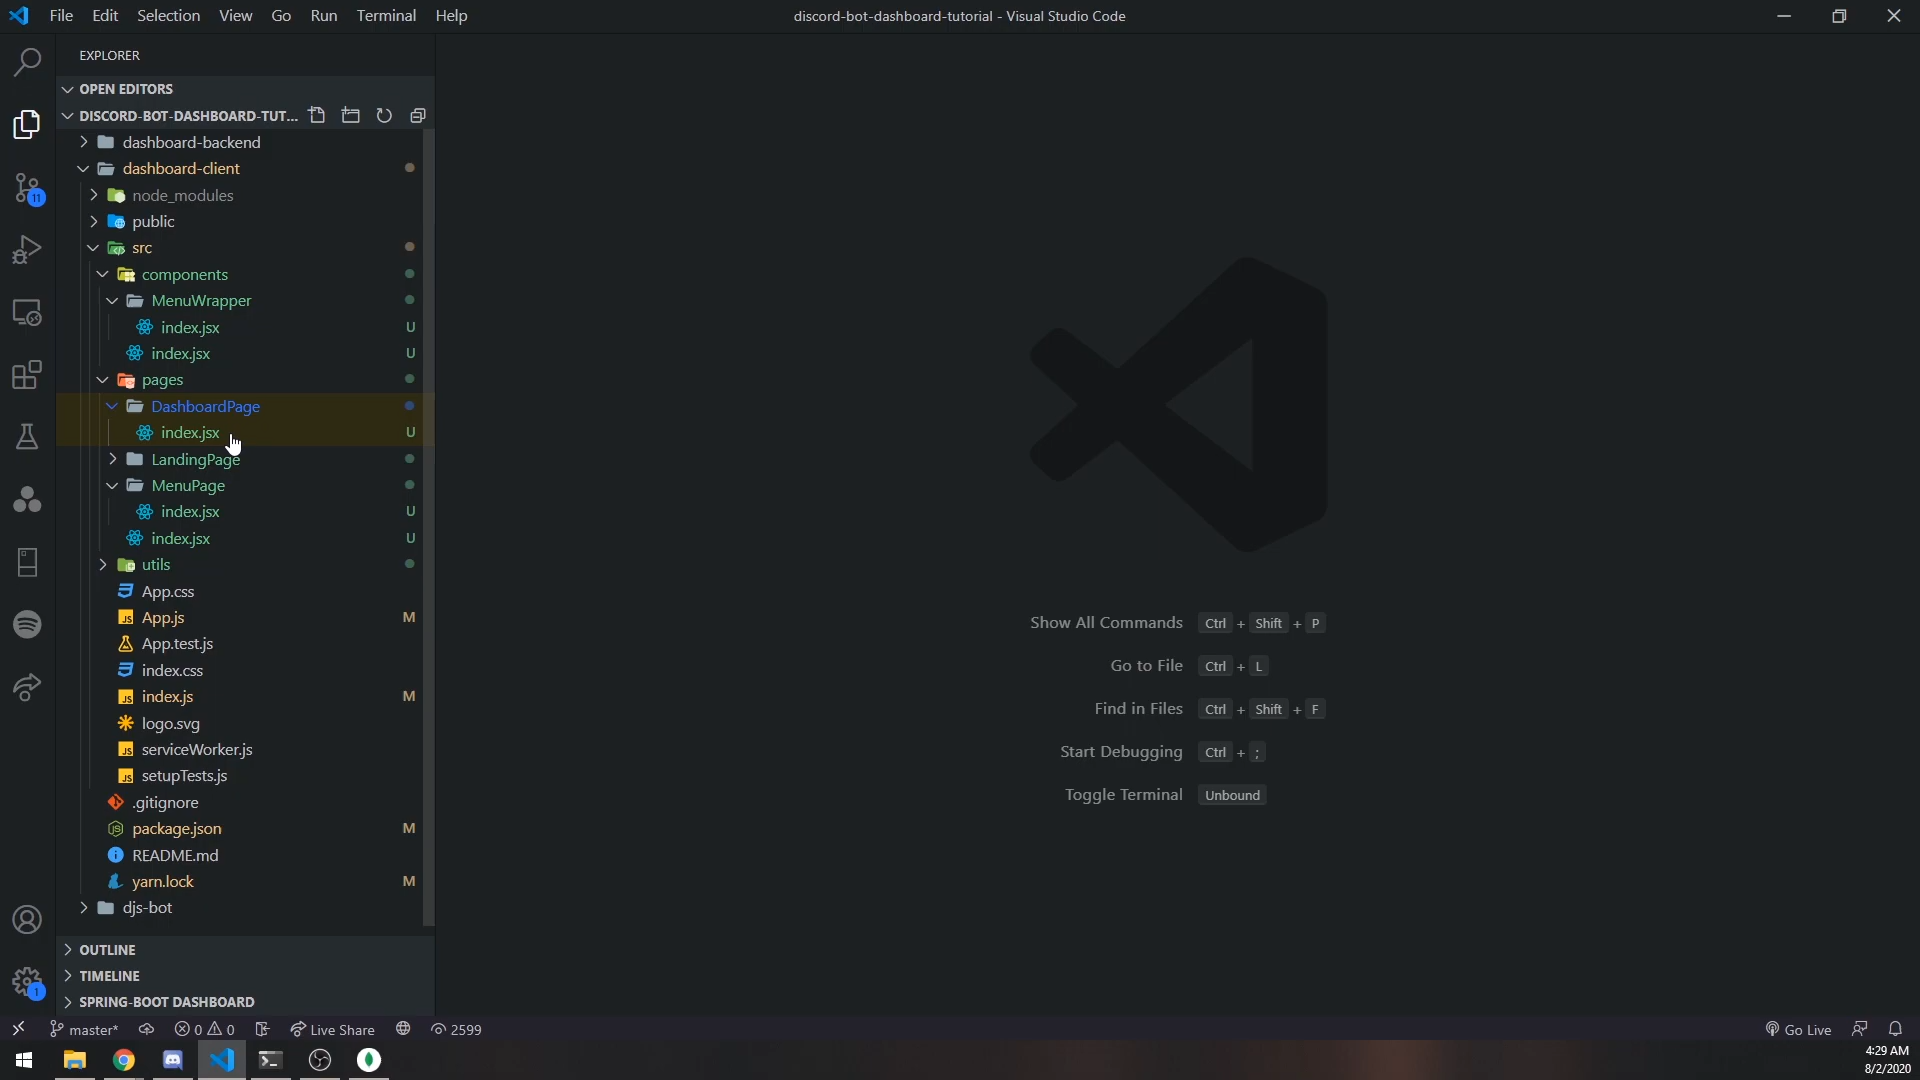 File Edit Selection View Go Run Terminal Help
discord-bot-dashboard-tutorial - Visual Studio Code
EXPLORER
OPEN EDITORS
DISCORD-BOT-DASHBOARD-TUT...
dashboard-backend
dashboard-client
node_modules
public
11
src
components
MenuWrapper
index.jsx U
index.jsx U
pages
DashboardPage
index.jsx U
LandingPage
MenuPage
index.jsx U
index.jsx U
utils
App.css
App.js M
App.test.js
index.css
index.js M
logo.svg
serviceWorker.js
setupTests.js
.gitignore
package.json M
README.md
yarn.lock M
djs-bot
OUTLINE
TIMELINE
1
SPRING-BOOT DASHBOARD
Show All Commands Ctrl + Shift + P
Go to File Ctrl + L
Find in Files Ctrl + Shift + F
Start Debugging Ctrl + ;
Toggle Terminal Unbound
master* 0 0 Live Share 2599 Go Live
4:29 AM
8/2/2020